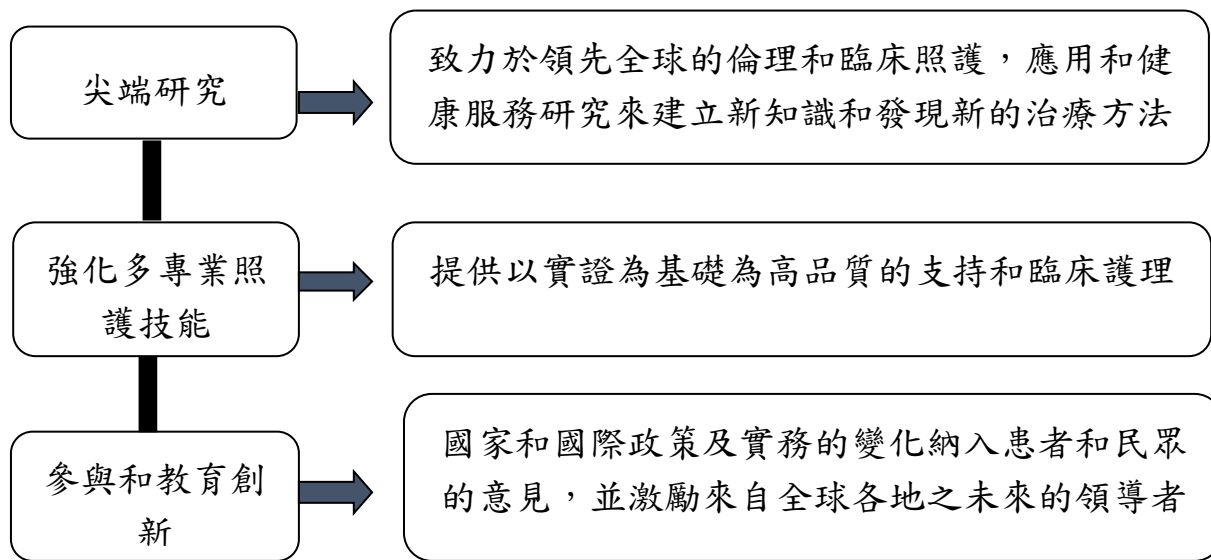 尖端研究
致力於領先全球的倫理和臨床照護，應用和健
康服務研究來建立新知識和發現新的治療方法
強化多專業照
護技能
提供以實證為基礎為高品質的支持和臨床護理
參與和教育創
新
國家和國際政策及實務的變化納入患者和民眾
的意見，並激勵來自全球各地之未來的領導者